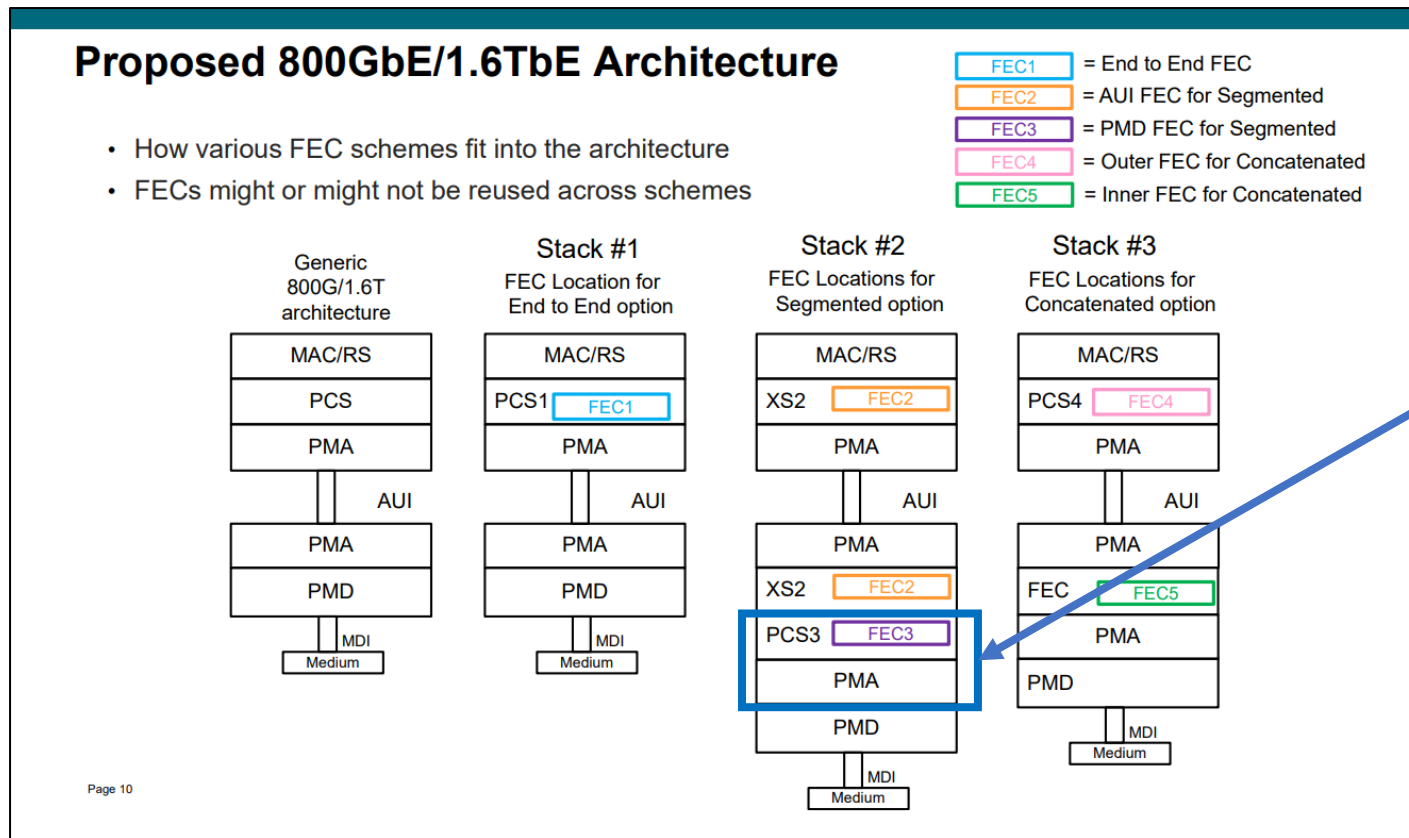 Proposed 800GbE/1.6TbE Architecture
FEC1 = End to End FEC
FEC2 = AUI FEC for Segmented
FEC3 = PMD FEC for Segmented
FEC4 = Outer FEC for Concatenated
FEC5 = Inner FEC for Concatenated
• How various FEC schemes fit into the architecture
• FECs might or might not be reused across schemes
Generic
800G/1.6T
architecture
MAC/RS
PCS
PMA
AUI
PMA
PMD
MDI
Medium
Stack #1
FEC Location for
End to End option
MAC/RS
PCS1 FEC1
PMA
AUI
PMA
PMD
MDI
Medium
Stack #2
FEC Locations for
Segmented option
MAC/RS
XS2 FEC2
PMA
AUI
PMA
XS2 FEC2
PCS3 FEC3
PMA
PMD
MDI
Medium
Stack #3
FEC Locations for
Concatenated option
MAC/RS
PCS4 FEC4
PMA
AUI
PMA
FEC FEC5
PMA
PMD
MDI
Medium
Page 10